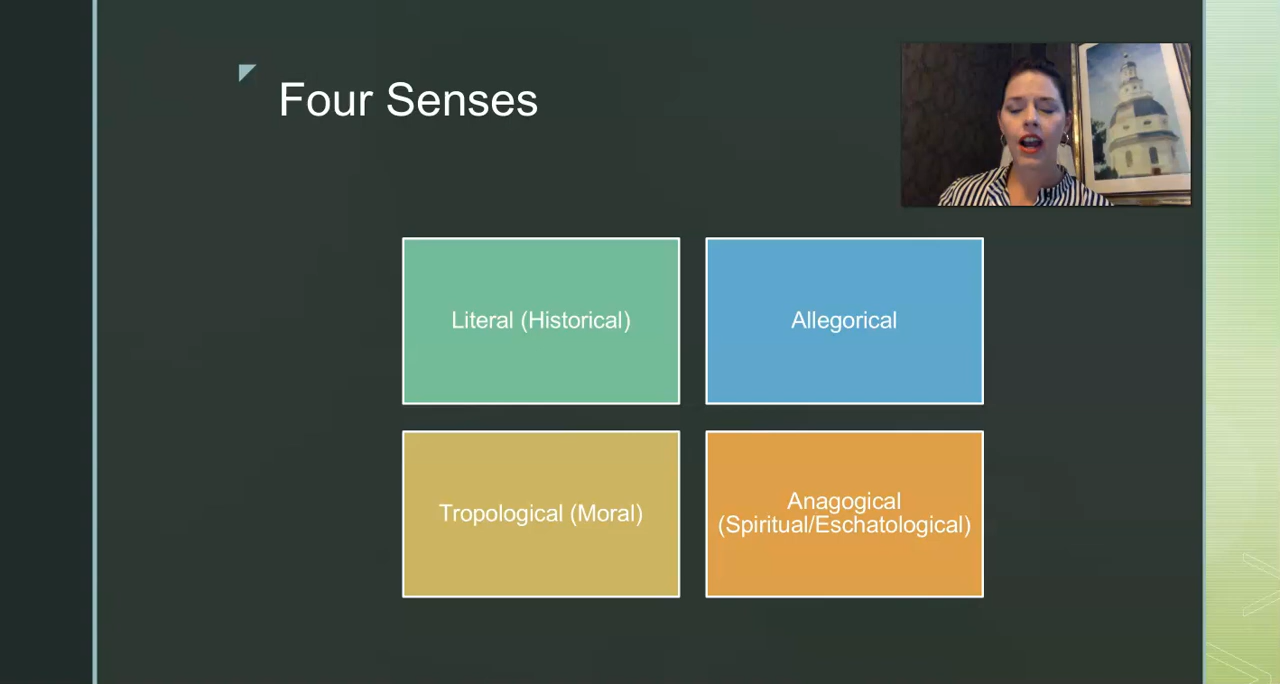 Four Senses
Literal (Historical)
Allegorical
Tropological (Moral)
Anagogical
(Spiritual/Eschatological)